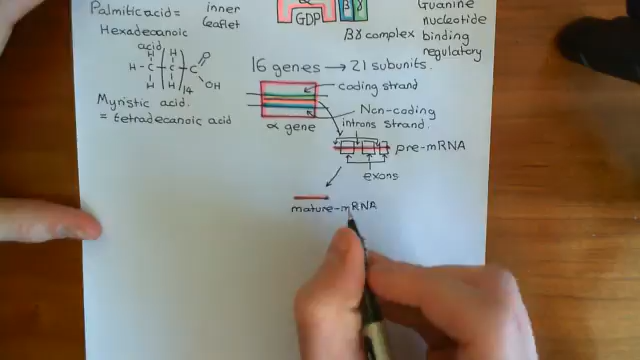 Palmitic acid =
Hexadecanoic
acid
inner
leaflet
GDP
β γ
βγ complex
Guanine
nucleotide
binding
regulatory
H H
H-C-C-C O
H H 14 OH
Myristic acid.
= tetradecanoic acid
16 genes → 21 subunits.
coding strand
Non-coding
strand.
α gene
introns
pre-mRNA
exons
mature-mRNA